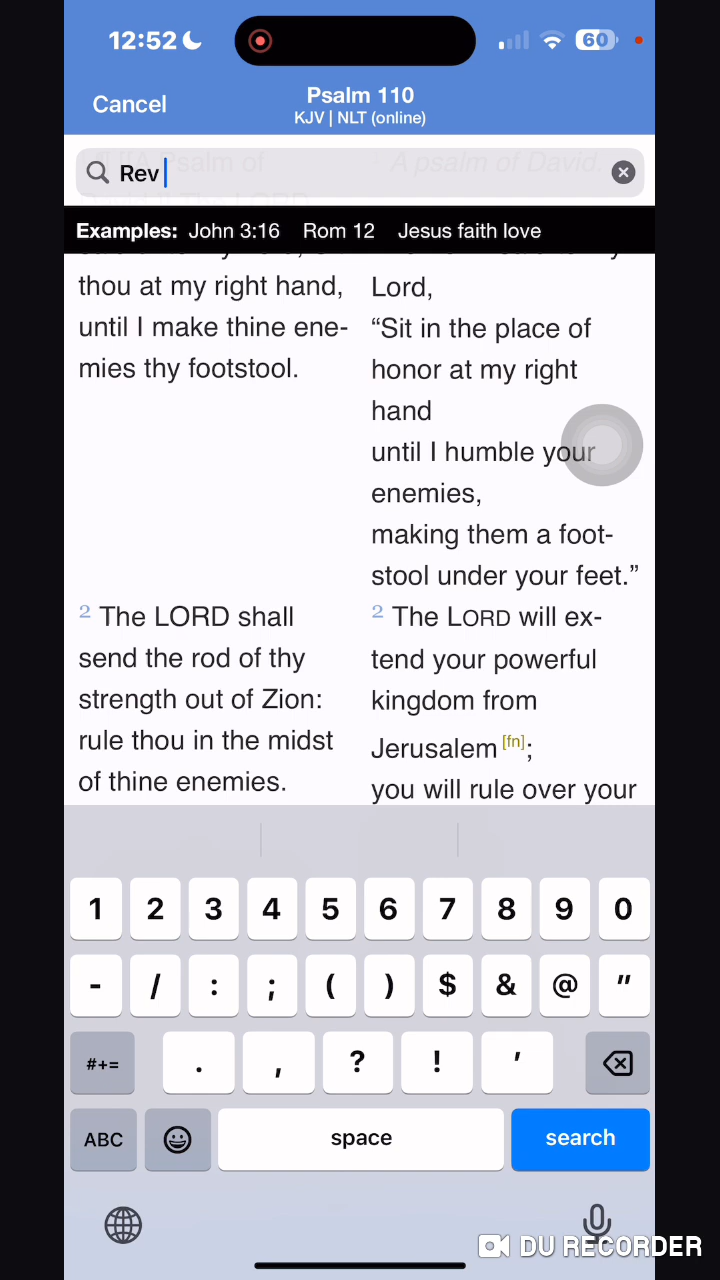 12:52
60
Cancel
Psalm 110
KJV | NLT (online)
A Psalm of
A psalm of David.
Rev
Examples: John 3:16 Rom 12 Jesus faith love
thou at my right hand,
until I make thine ene-
mies thy footstool.
Lord,
“Sit in the place of
honor at my right
hand
until I humble your
enemies,
making them a foot-
stool under your feet.”
2 The LORD shall
send the rod of thy
strength out of Zion:
rule thou in the midst
of thine enemies.
2 The LORD will ex-
tend your powerful
kingdom from
Jerusalem [fn];
you will rule over your
1 2 3 4 5 6 7 8 9 0
- / : ; ( ) $ & @ "
#+= . , ? ! '
ABC space search
DU RECORDER